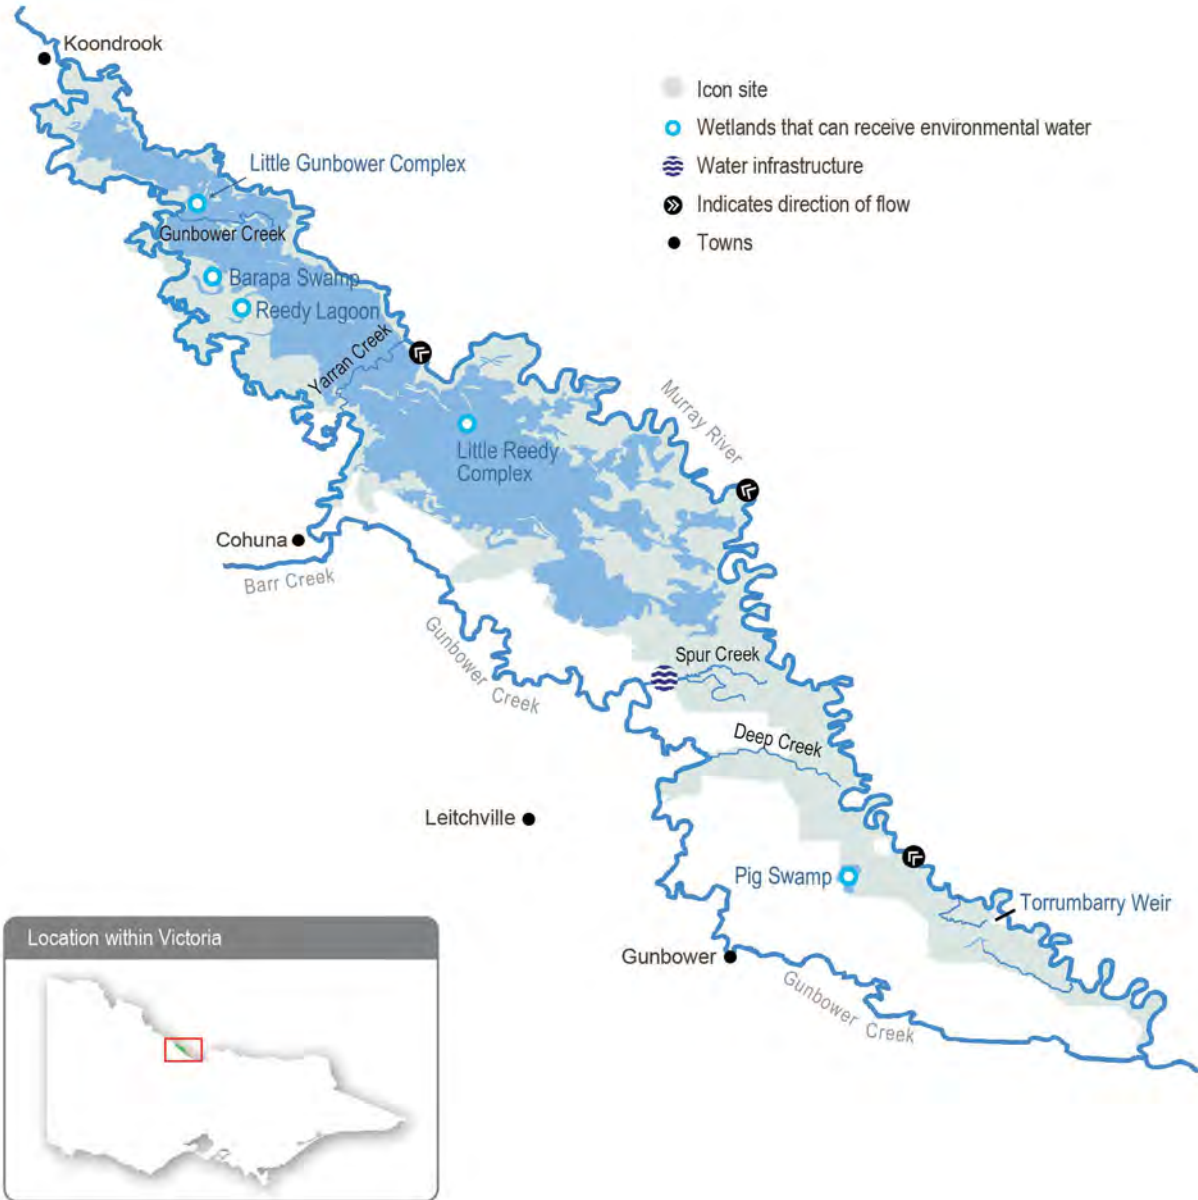 Koondrook
Icon site
Wetlands that can receive environmental water
Water infrastructure
Indicates direction of flow
Towns
Little Gunbower Complex
Gunbower Creek
Barapa Swamp
Reedy Lagoon
Yarran Creek
Murray River
Little Reedy
Complex
Cohuna
Barr Creek
Gunbower Creek
Spur Creek
Deep Creek
Leitchville
Pig Swamp
Torrumbarry Weir
Gunbower
Gunbower Creek
Location within Victoria